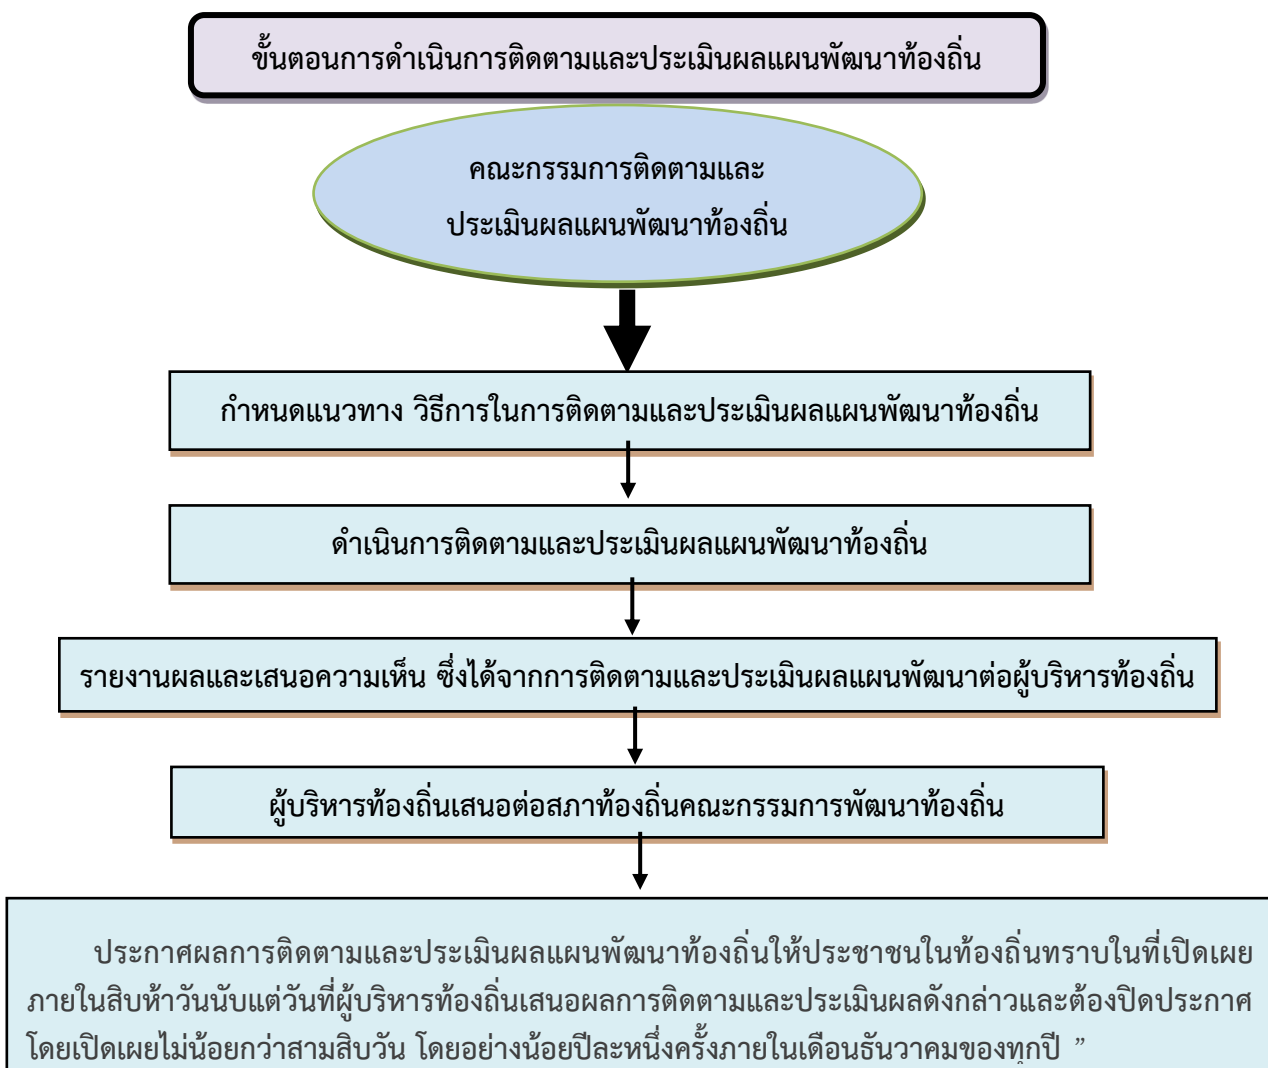 ขั้นตอนการดำเนินการติดตามและประเมินผลแผนพัฒนาท้องถิ่น
คณะกรรมการติดตามและ
ประเมินผลแผนพัฒนาท้องถิ่น
กำหนดแนวทาง วิธีการในการติดตามและประเมินผลแผนพัฒนาท้องถิ่น
ดำเนินการติดตามและประเมินผลแผนพัฒนาท้องถิ่น
รายงานผลและเสนอความเห็น ซึ่งได้จากการติดตามและประเมินผลแผนพัฒนาต่อผู้บริหารท้องถิ่น
ผู้บริหารท้องถิ่นเสนอต่อสภาท้องถิ่นคณะกรรมการพัฒนาท้องถิ่น
ประกาศผลการติดตามและประเมินผลแผนพัฒนาท้องถิ่นให้ประชาชนในท้องถิ่นทราบในที่เปิดเผย
ภายในสิบห้าวันนับแต่วันที่ผู้บริหารท้องถิ่นเสนอผลการติดตามและประเมินผลดังกล่าวและต้องปิดประกาศ
โดยเปิดเผยไม่น้อยกว่าสามสิบวัน โดยอย่างน้อยปีละหนึ่งครั้งภายในเดือนธันวาคมของทุกปี ”